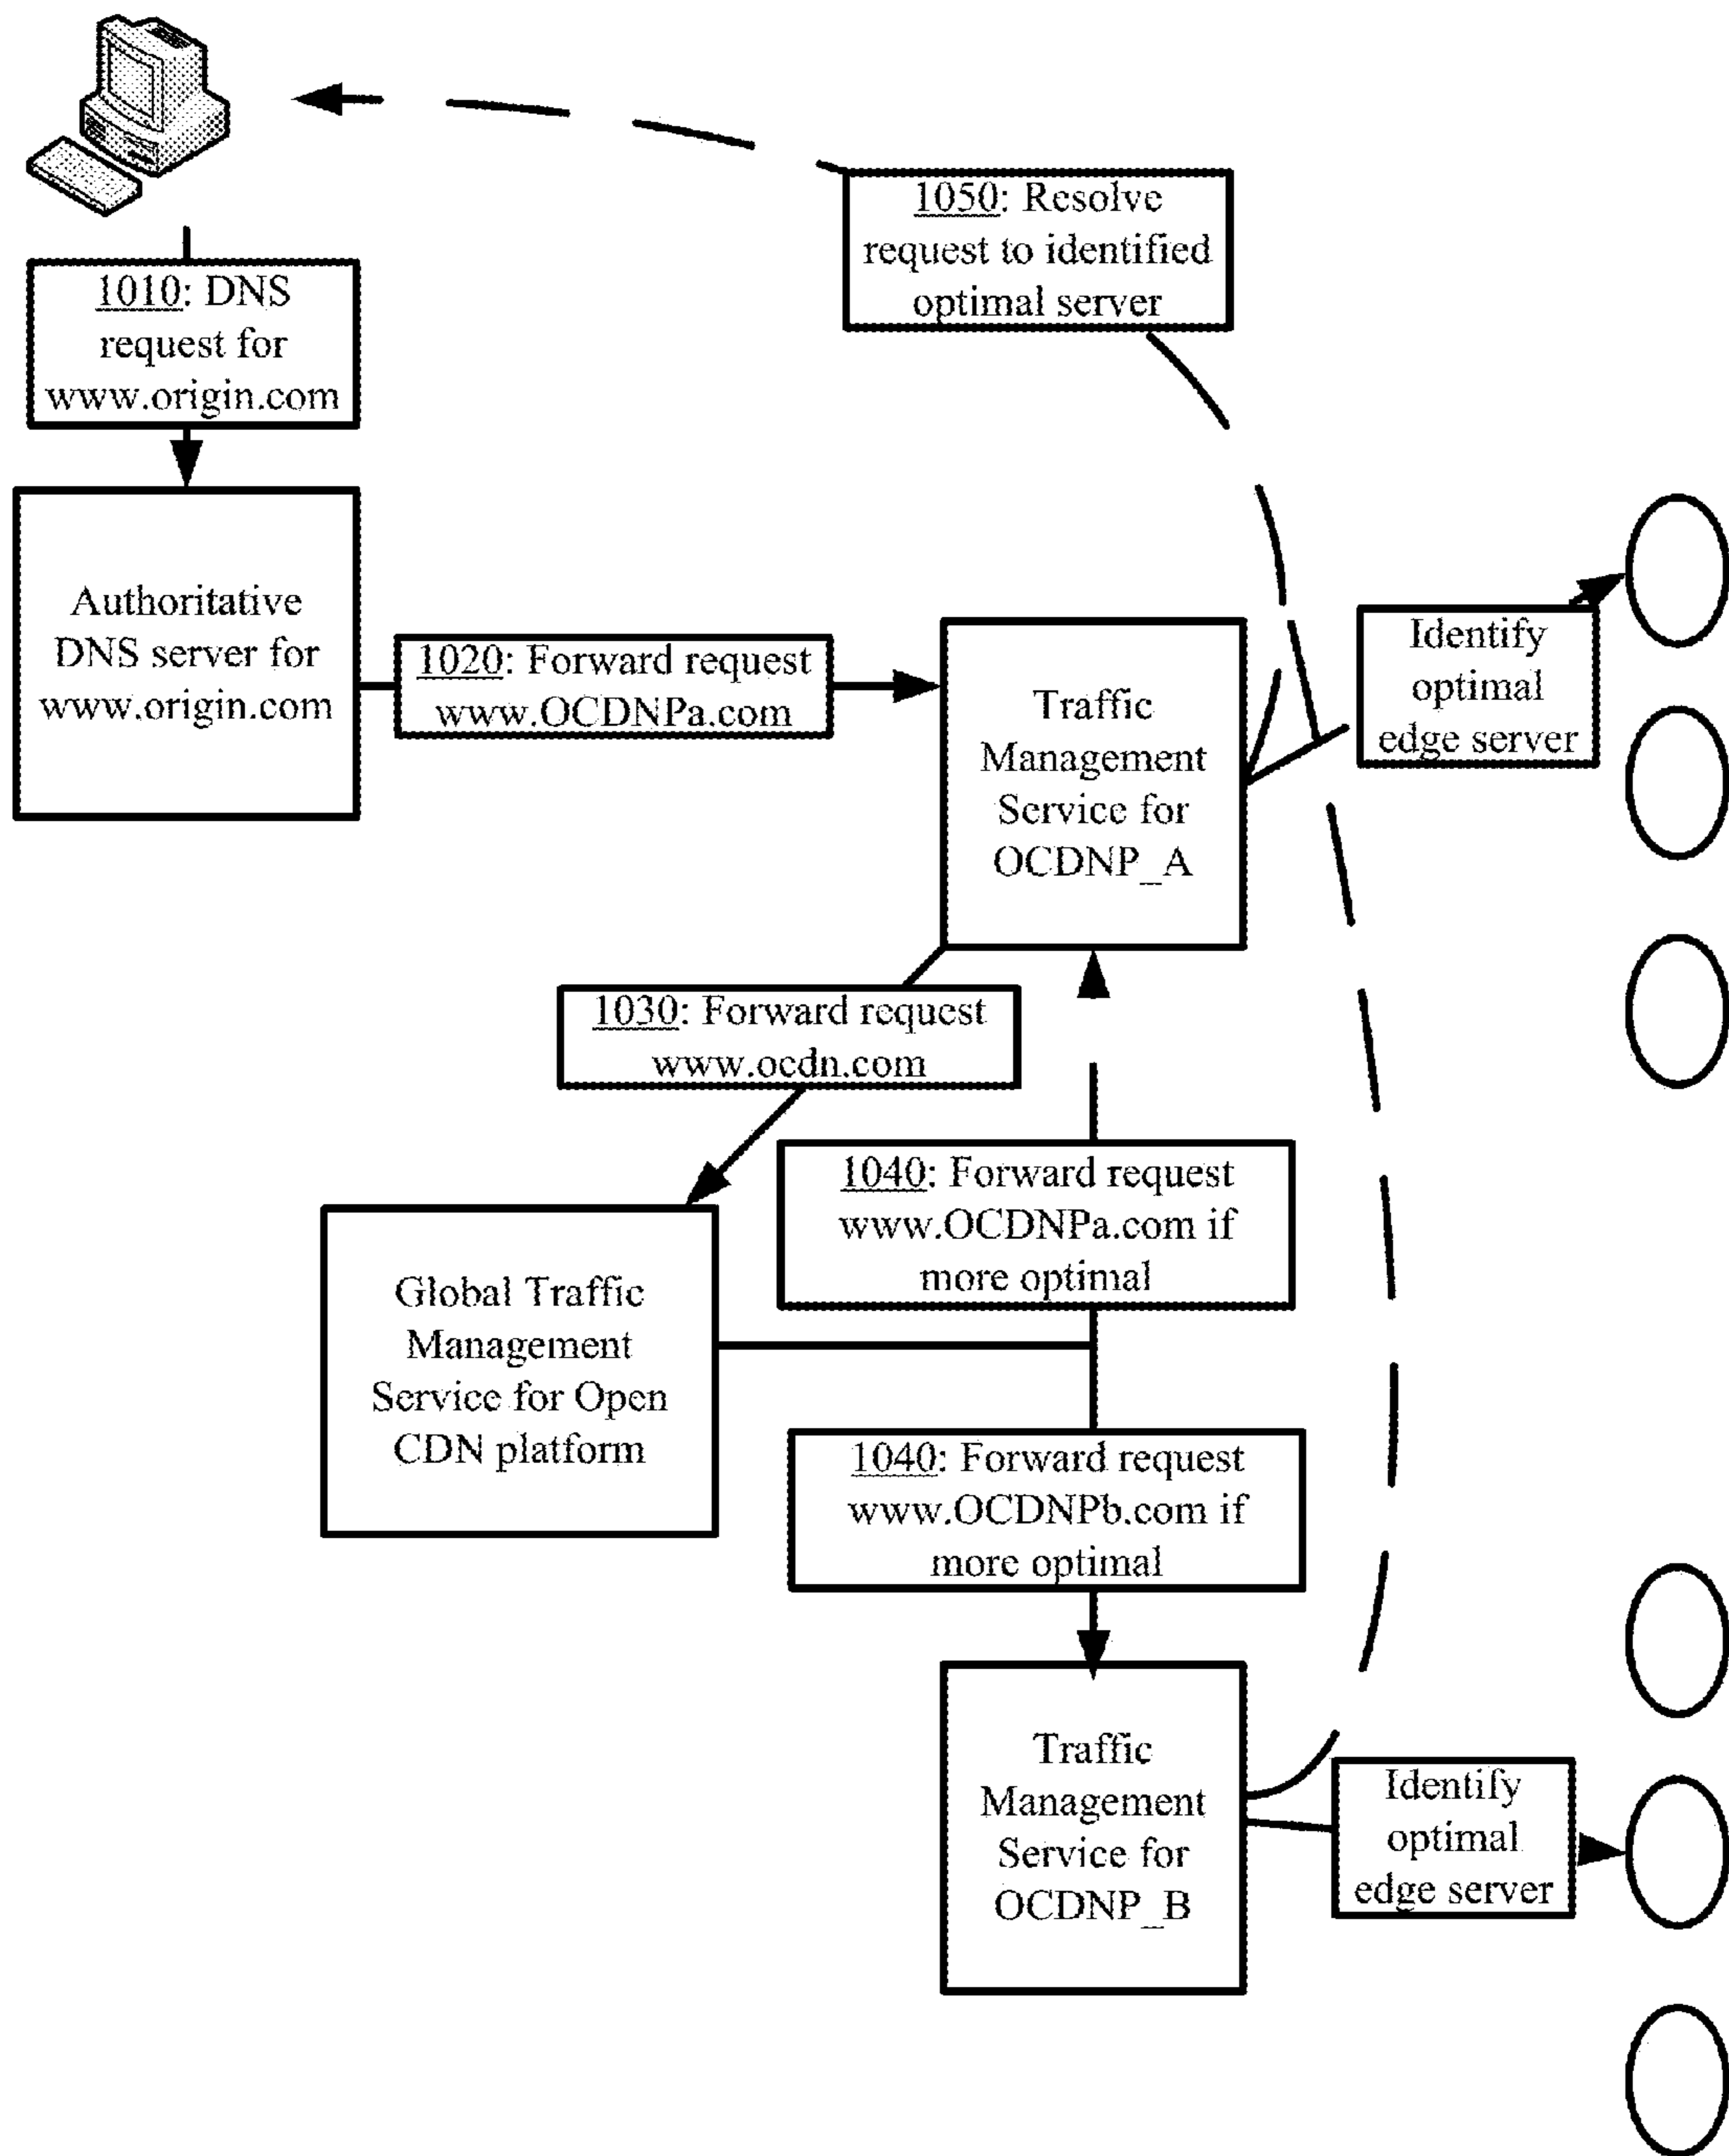 1050: Resolve
request to identified
optimal server
1010: DNS
request for
www.origin.com
Authoritative
DNS server for
www.origin.com
1020: Forward request
www.OCDNPa.com
Traffic
Management
Service for
OCDNP_A
Identify
optimal
edge server
1030: Forward request
www.ocdn.com
1040: Forward request
www.OCDNPa.com if
more optimal
Global Traffic
Management
Service for Open
CDN platform
1040: Forward request
www.OCDNPb.com if
more optimal
Traffic
Management
Service for
OCDNP_B
Identify
optimal
edge server